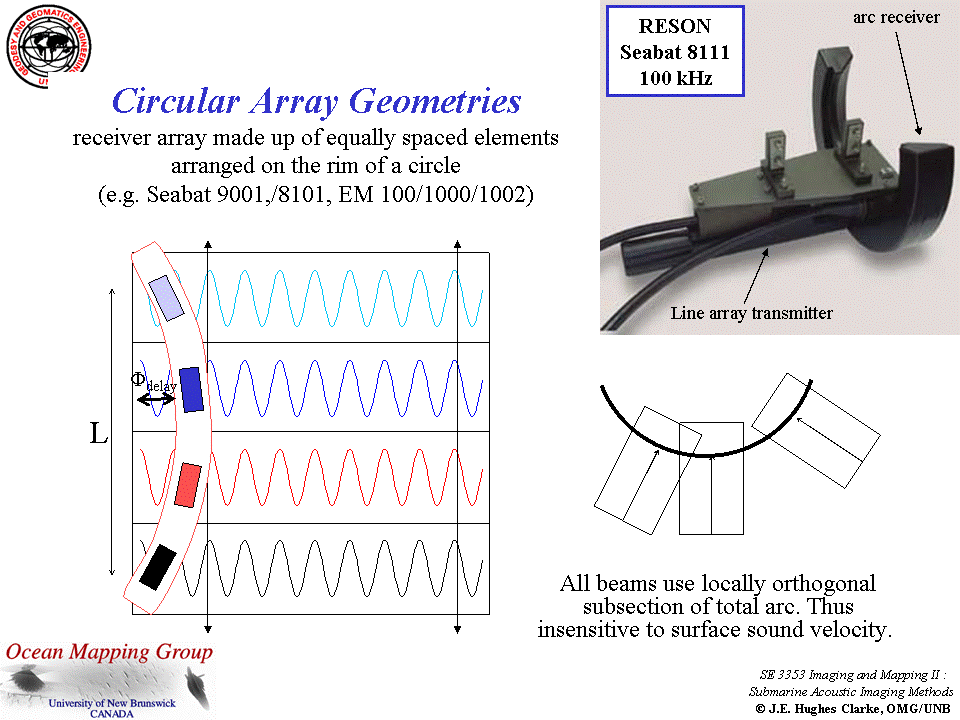 GEODESY AND GEOMATICS ENGINEERING
Circular Array Geometries
receiver array made up of equally spaced elements
arranged on the rim of a circle
(e.g. Seabat 9001,/8101, EM 100/1000/1002)
RESON
Seabat 8111
100 kHz
arc receiver
Line array transmitter
Φdelay
L
All beams use locally orthogonal
subsection of total arc. Thus
insensitive to surface sound velocity.
Ocean Mapping Group
University of New Brunswick
CANADA
SE 3353 Imaging and Mapping II :
Submarine Acoustic Imaging Methods
© J.E. Hughes Clarke, OMG/UNB